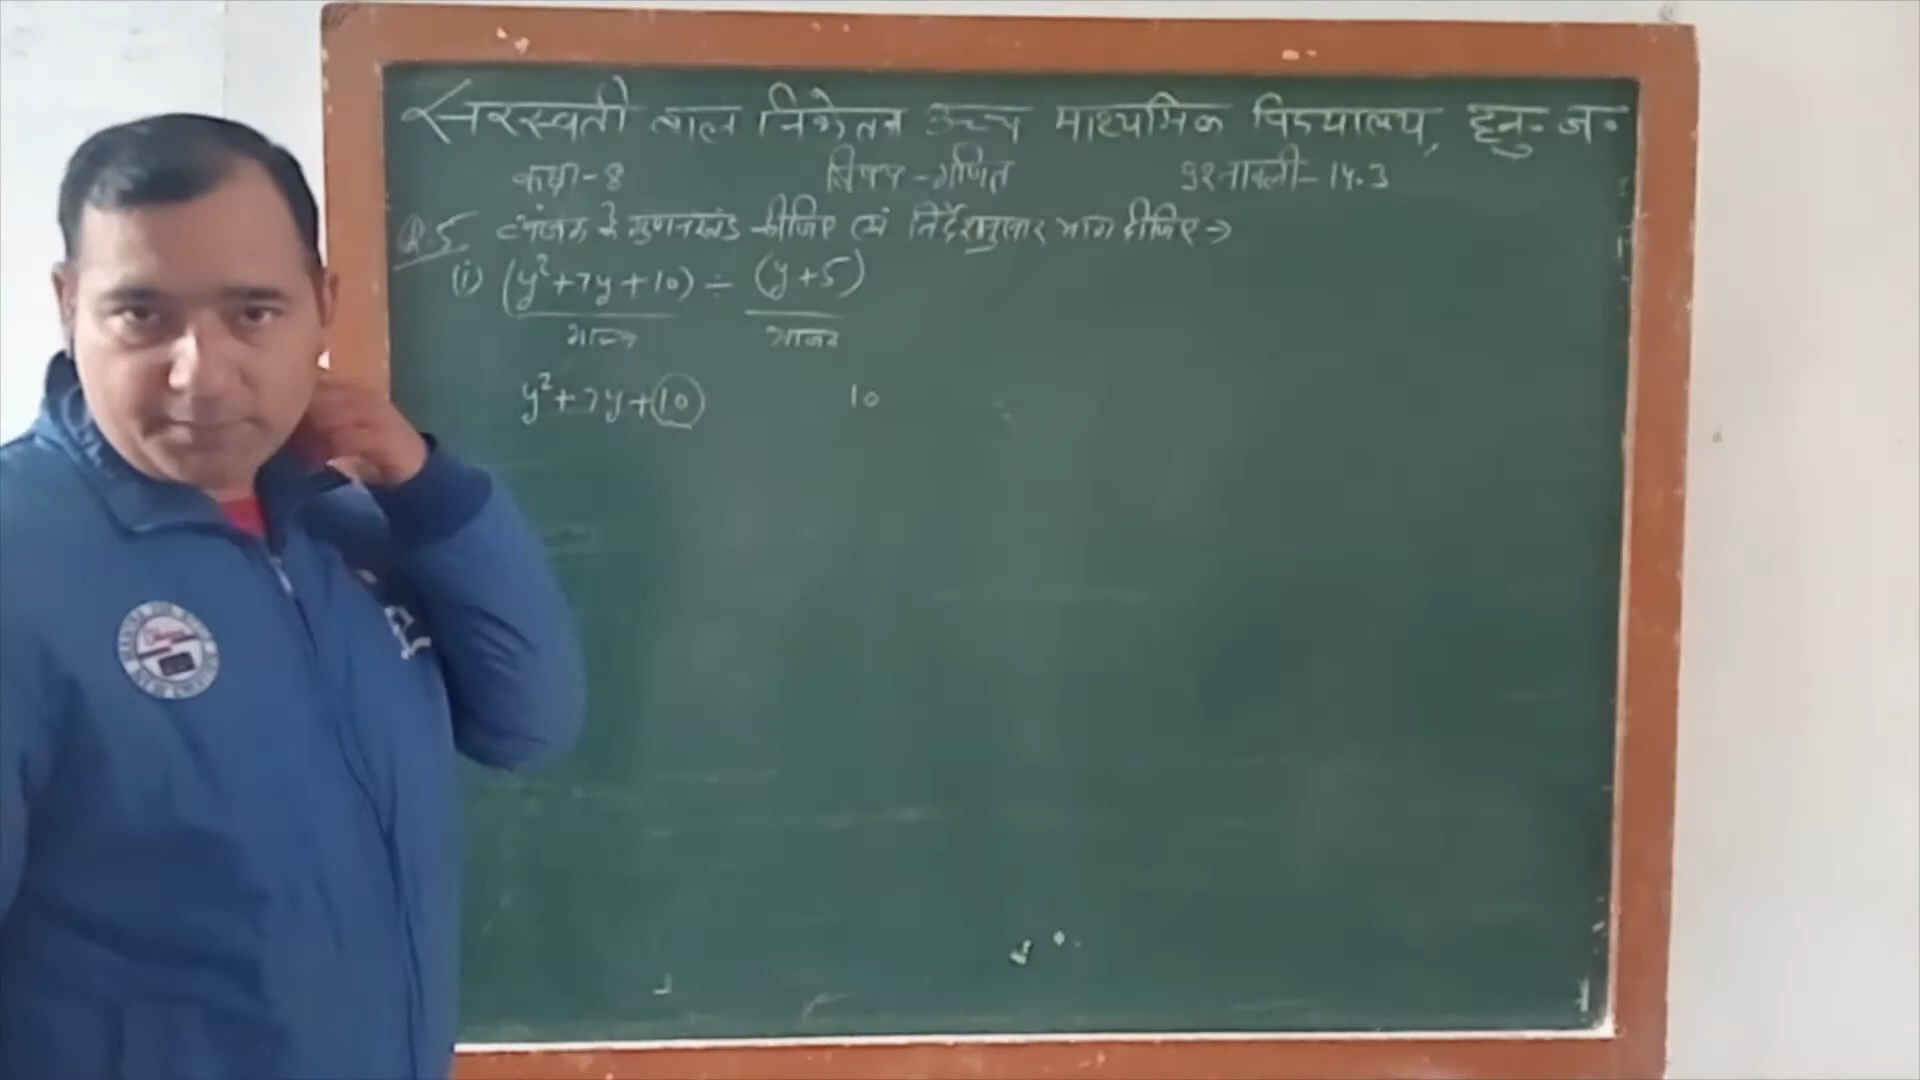 सरस्वती बाल निकेतन उच्च माध्यमिक विद्यालय, हनु॰ ज॰
कक्षा-8 विषय-गणित प्रश्नावली-14.3
Q.5 व्यंजक के गुणनखंड कीजिए एवं निर्देशानुसार भाग दीजिए →
(i) (y²+7y+10) ÷ (y+5)
भाज्य भाजक
y²+7y+10 10